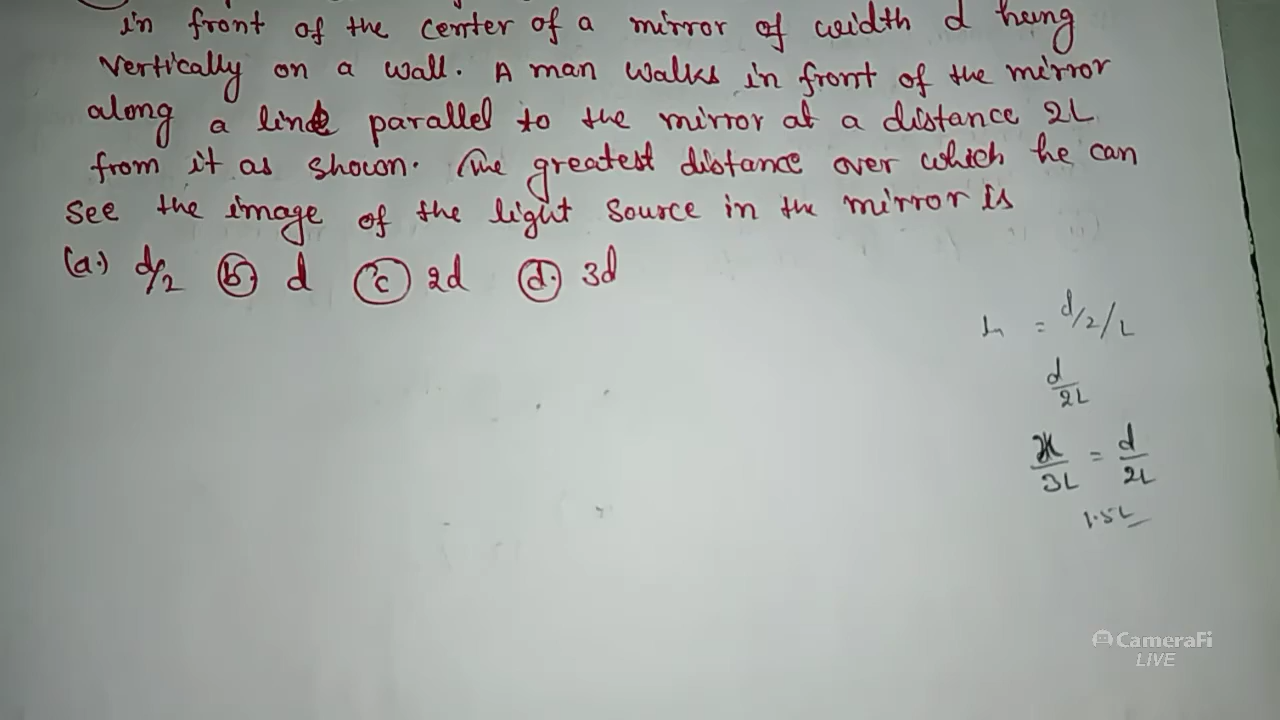 in front of the center of a mirror of width d hung
vertically on a wall. A man walks in front of the mirror
along a line parallel to the mirror at a distance 2L
from it as shown. The greatest distance over which he can
see the image of the light source in the mirror is
(a.) d/2 (b.) d (c) 2d (d.) 3d
= d/2/L
d/2L
x/3L = d/2L
1.5L
CameraFi
LIVE